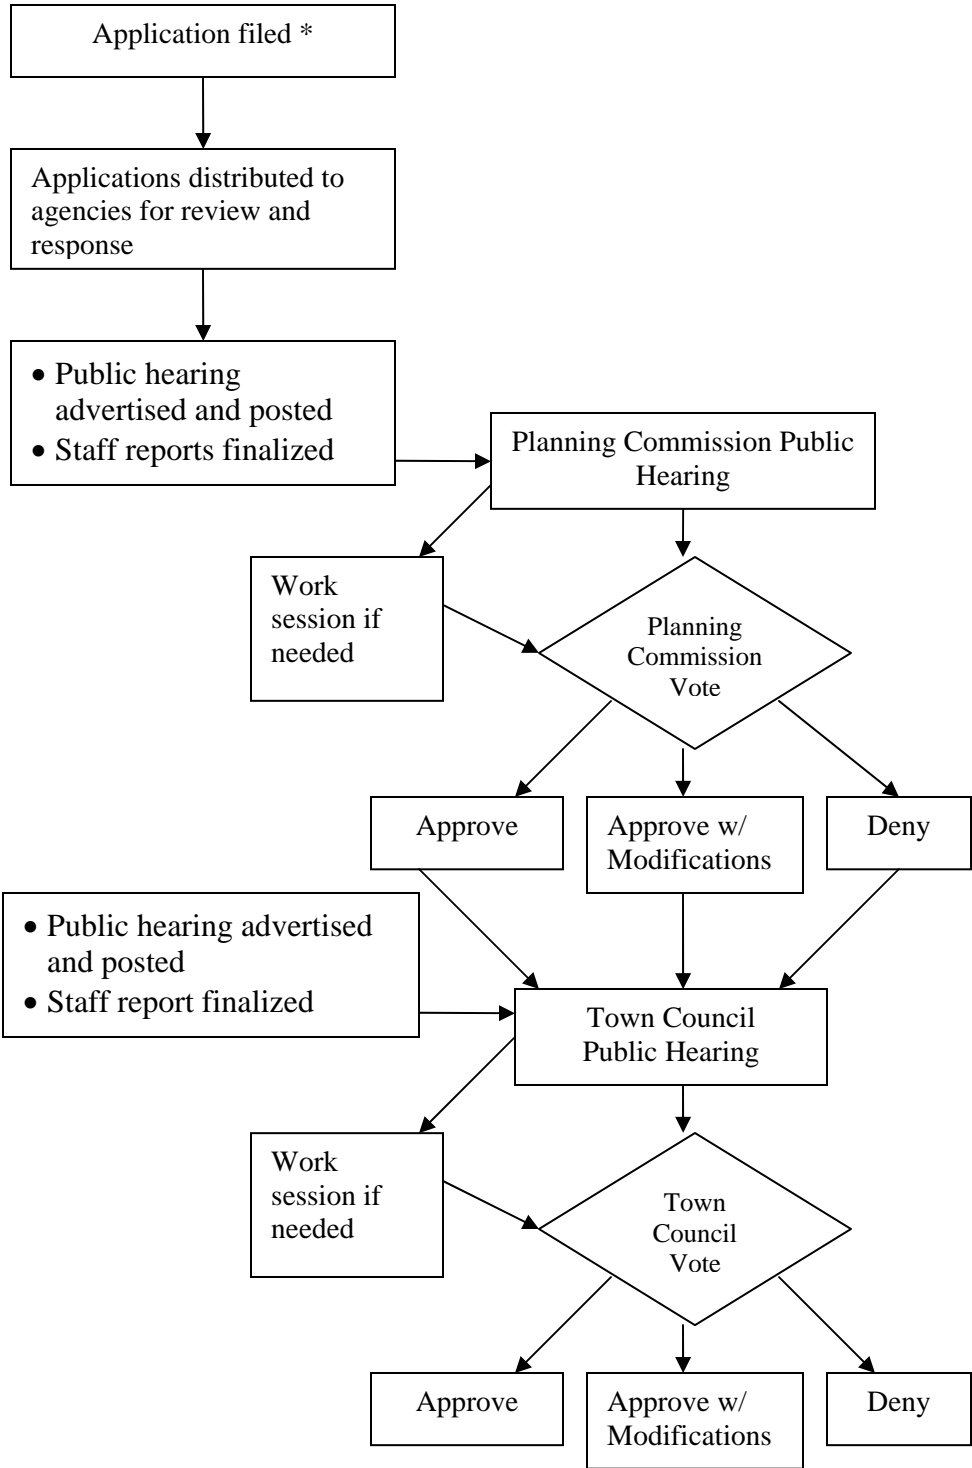 Application filed *
Applications distributed to
agencies for review and
response
• Public hearing
advertised and posted
• Staff reports finalized
Planning Commission Public
Hearing
Work
session if
needed
Planning
Commission
Vote
Approve
Approve w/
Modifications
Deny
• Public hearing advertised
and posted
• Staff report finalized
Town Council
Public Hearing
Work
session if
needed
Town
Council
Vote
Approve
Approve w/
Modifications
Deny